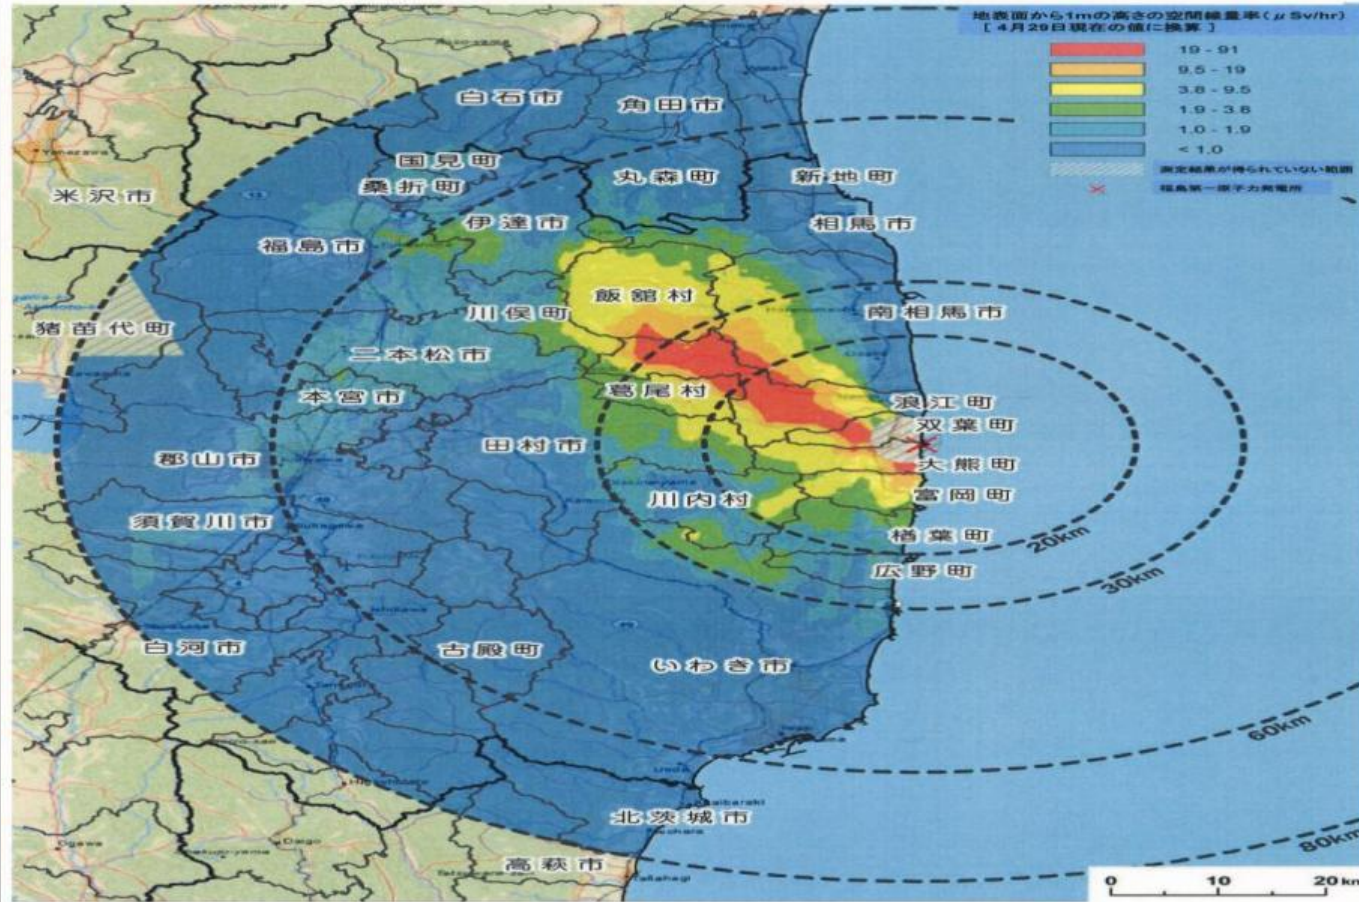 地表面から1mの高さの空間線量率(μSv/hr)
[ 4月29日現在の値に換算 ]
19 - 91
9.5 - 19
3.8 - 9.5
1.9 - 3.8
1.0 - 1.9
< 1.0
測定結果が得られていない範囲
福島第一原子力発電所
白石市
角田市
国見町
桑折町
丸森町
新地町
米沢市
伊達市
相馬市
福島市
飯舘村
川俣町
南相馬市
猪苗代町
二本松市
葛尾村
本宮市
浪江町
双葉町
田村市
郡山市
大熊町
川内村
富岡町
須賀川市
楢葉町
20km
広野町
30km
白河市
古殿町
いわき市
60km
北茨城市
80km
高萩市
Ogawa
Daigo
0 10 20 km